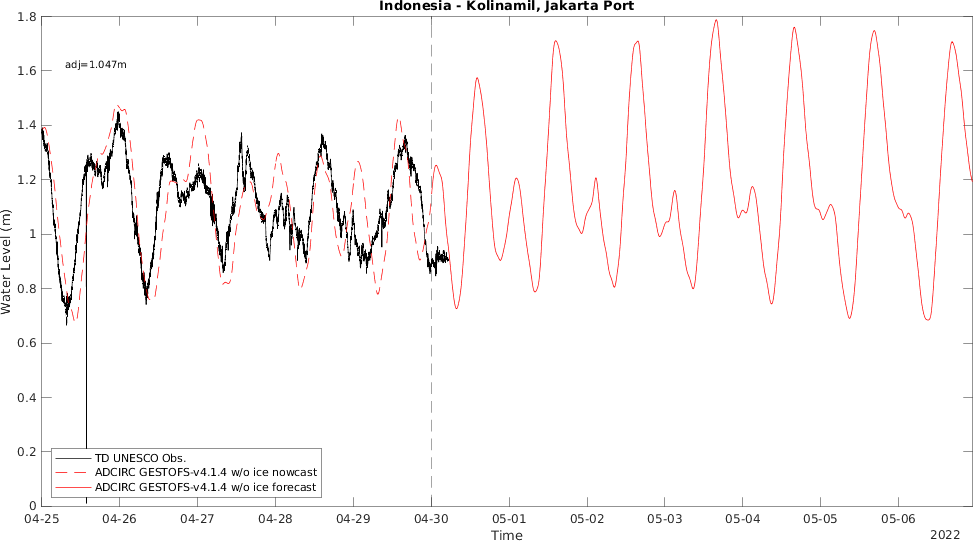 Indonesia - Kolinamil, Jakarta Port
1.8
1.6
1.4
1.2
1
0.8
0.6
0.4
0.2
0
Water Level (m)
adj=1.047m
TD UNESCO Obs.
ADCIRC GESTOFS-v4.1.4 w/o ice nowcast
ADCIRC GESTOFS-v4.1.4 w/o ice forecast
04-25 04-26 04-27 04-28 04-29 04-30 05-01 05-02 05-03 05-04 05-05 05-06
Time
2022